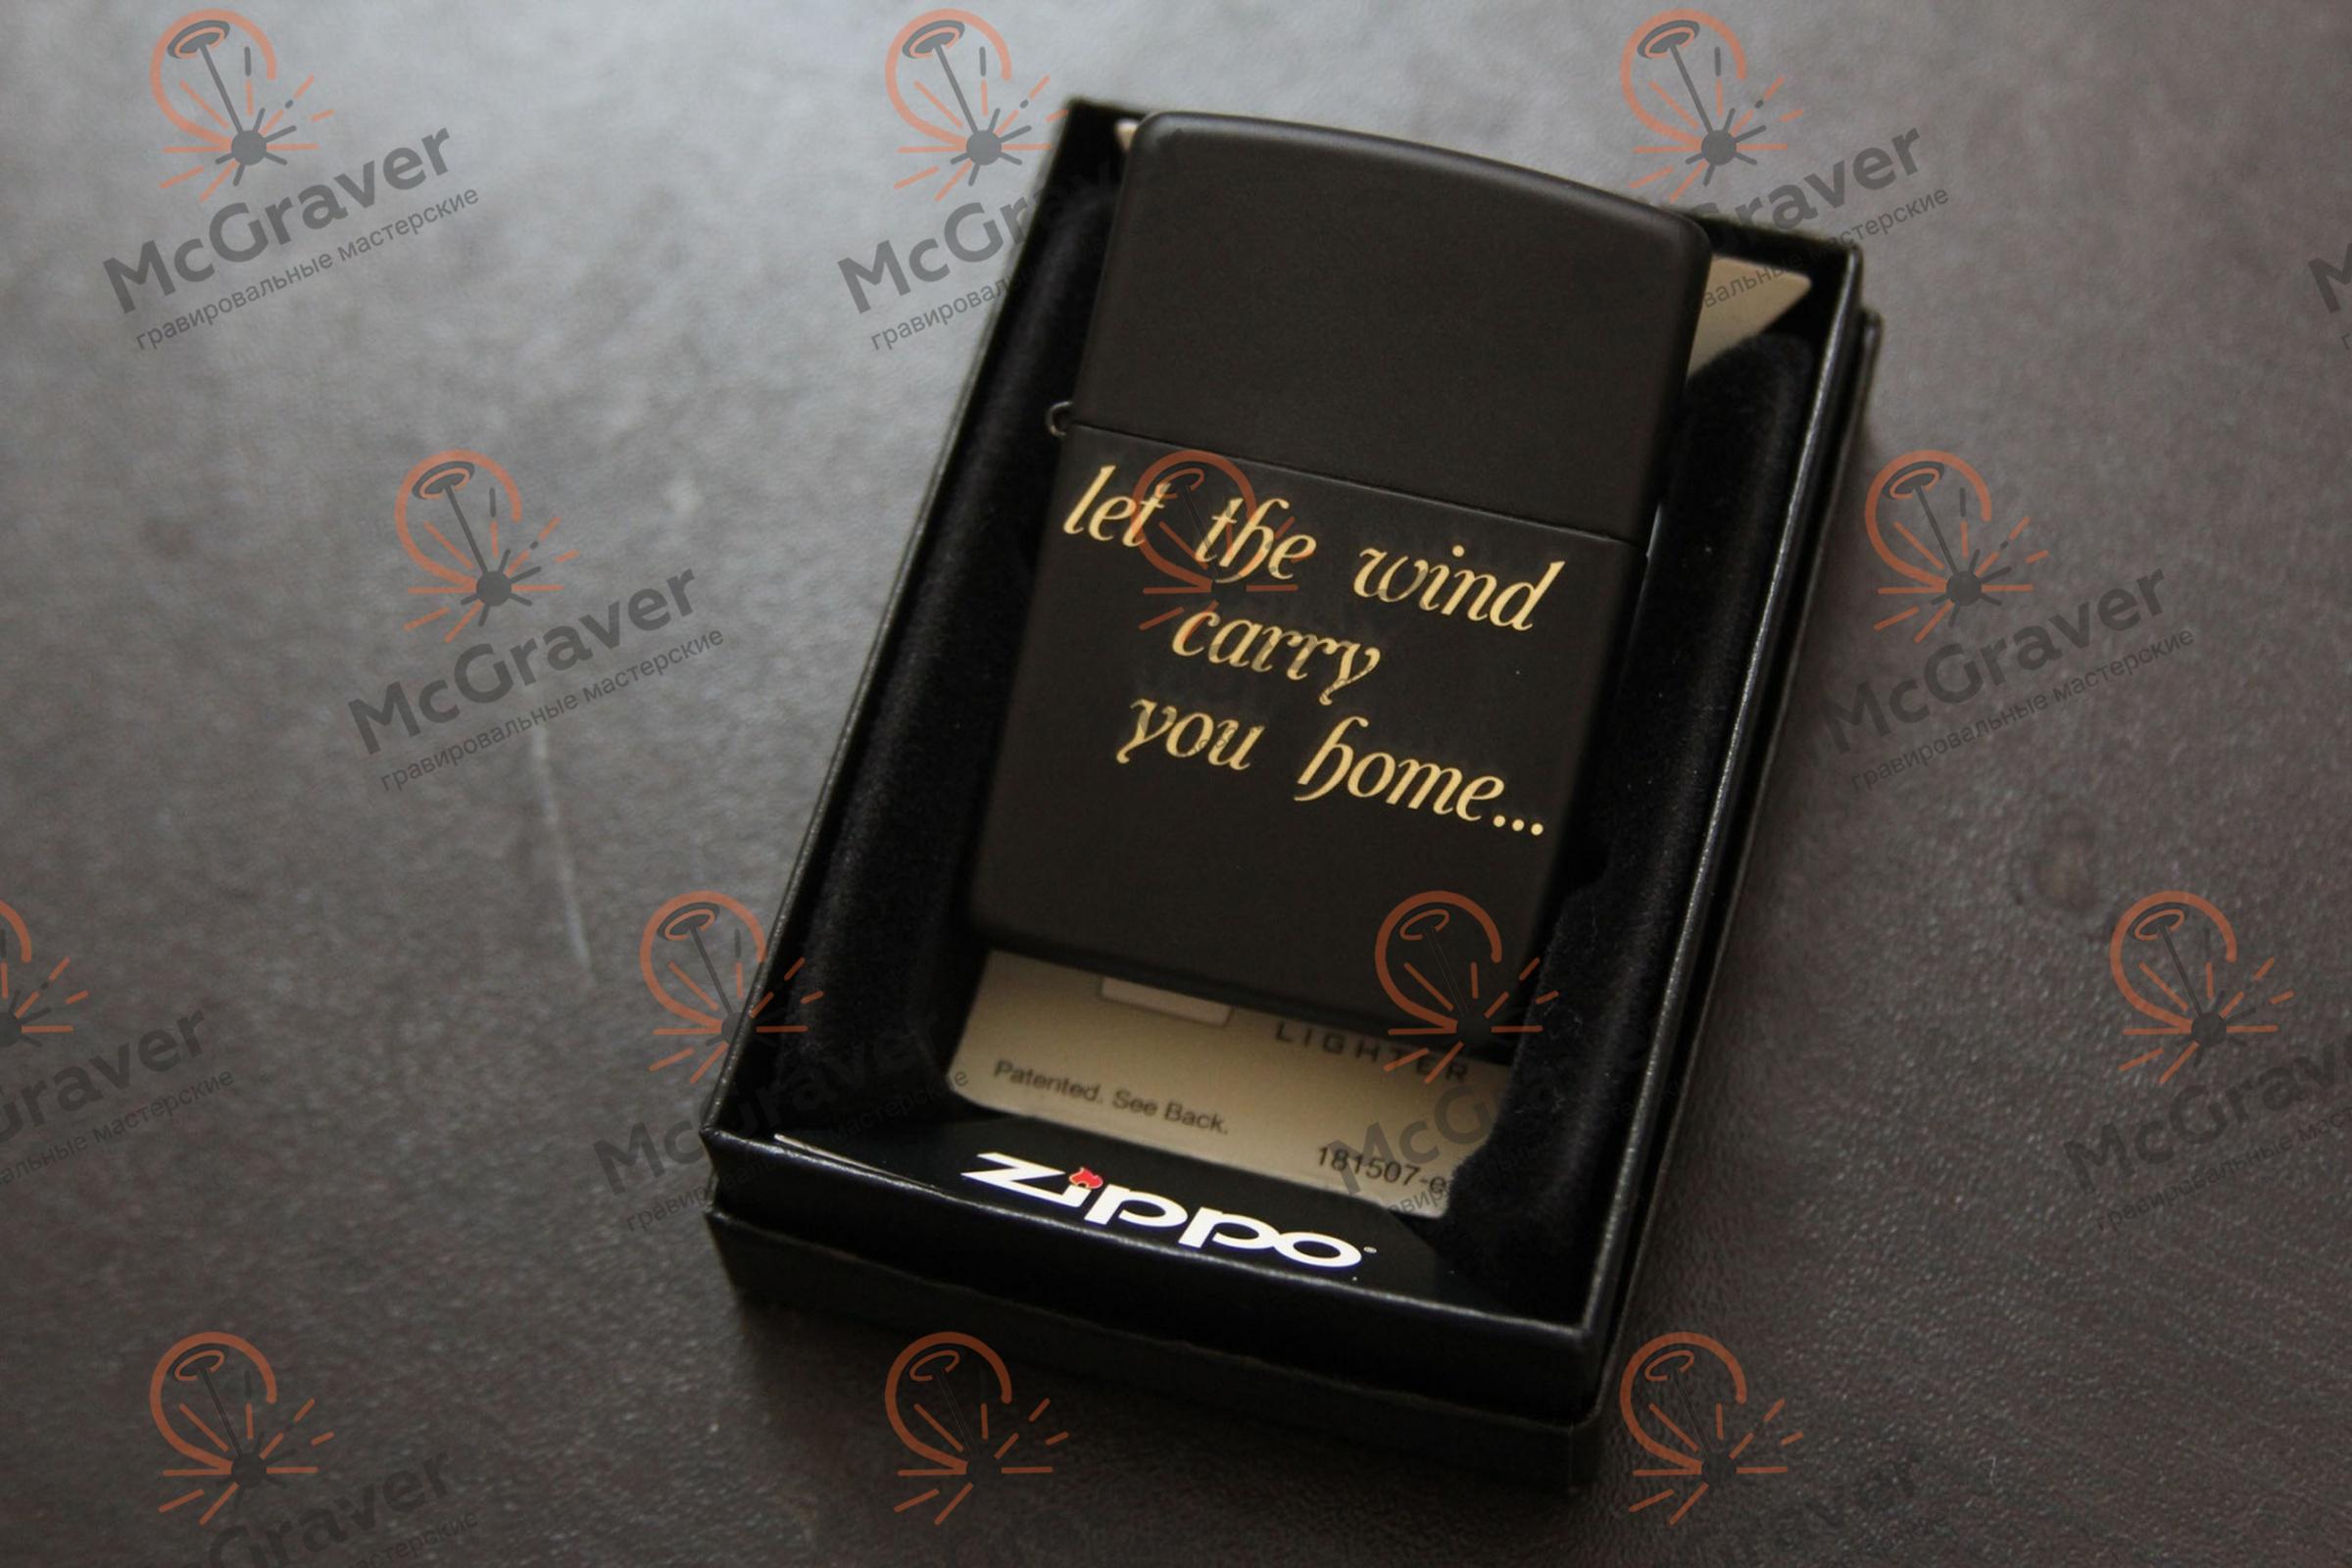 McGraver
гравировальные мастерские
let the wind
carry
you home...
LIGHTER
Patented. See Back.
181507-e
zippo